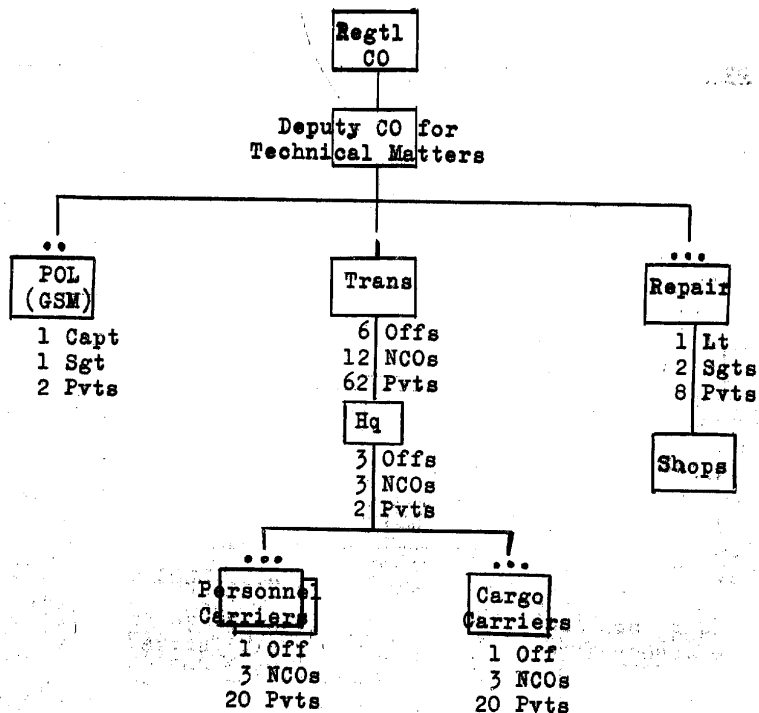 Regtl
CO
Deputy CO for
Technical Matters
POL
(GSM)
1 Capt
1 Sgt
2 Pvts
Trans
6 Offs
12 NCOs
62 Pvts
Repair
1 Lt
2 Sgts
8 Pvts
Hq
3 Offs
3 NCOs
2 Pvts
Shops
Personnel
Carriers
1 Off
3 NCOs
20 Pvts
Cargo
Carriers
1 Off
3 NCOs
20 Pvts